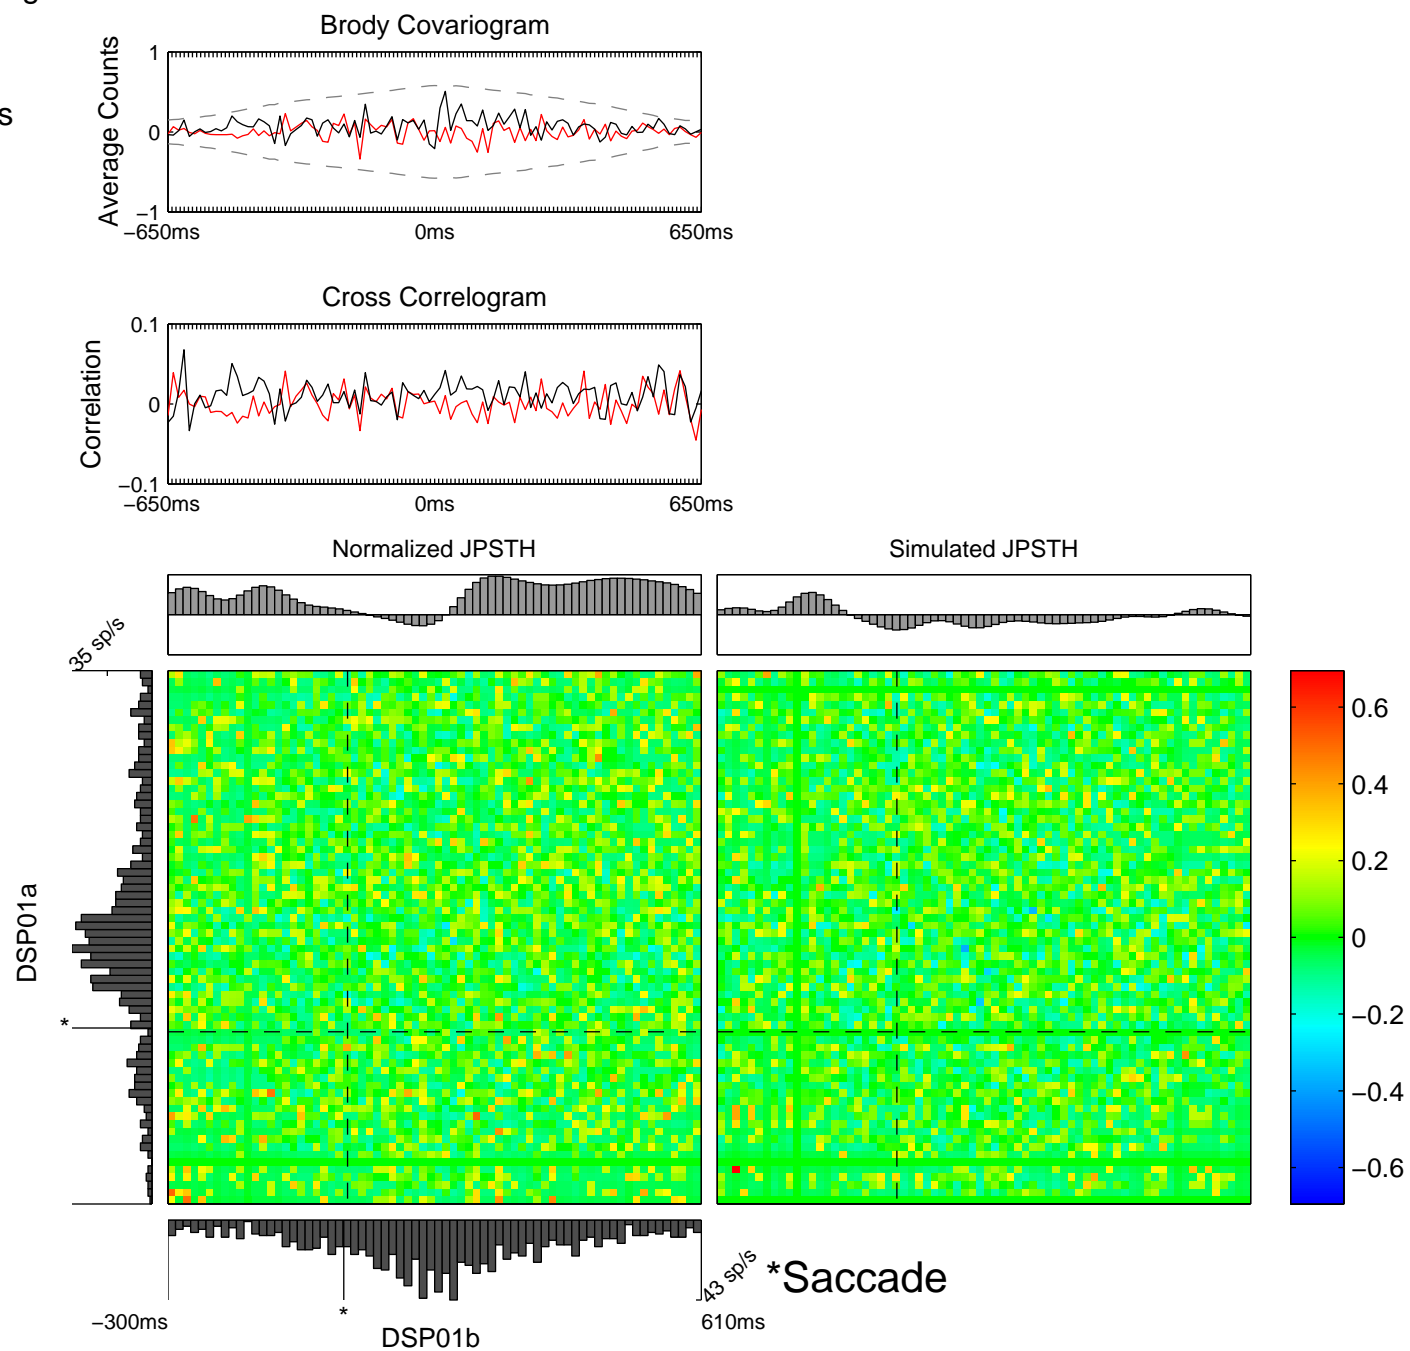 g
Brody Covariogram
s
Average Counts
1
0
−1
−650ms 0ms 650ms
Cross Correlogram
Correlation
0.1
0
−0.1
−650ms 0ms 650ms
Normalized JPSTH
Simulated JPSTH
35 sp/s
DSP01a
*
0.6
0.4
0.2
0
−0.2
−0.4
−0.6
43 sp/s
*Saccade
*
−300ms
610ms
DSP01b